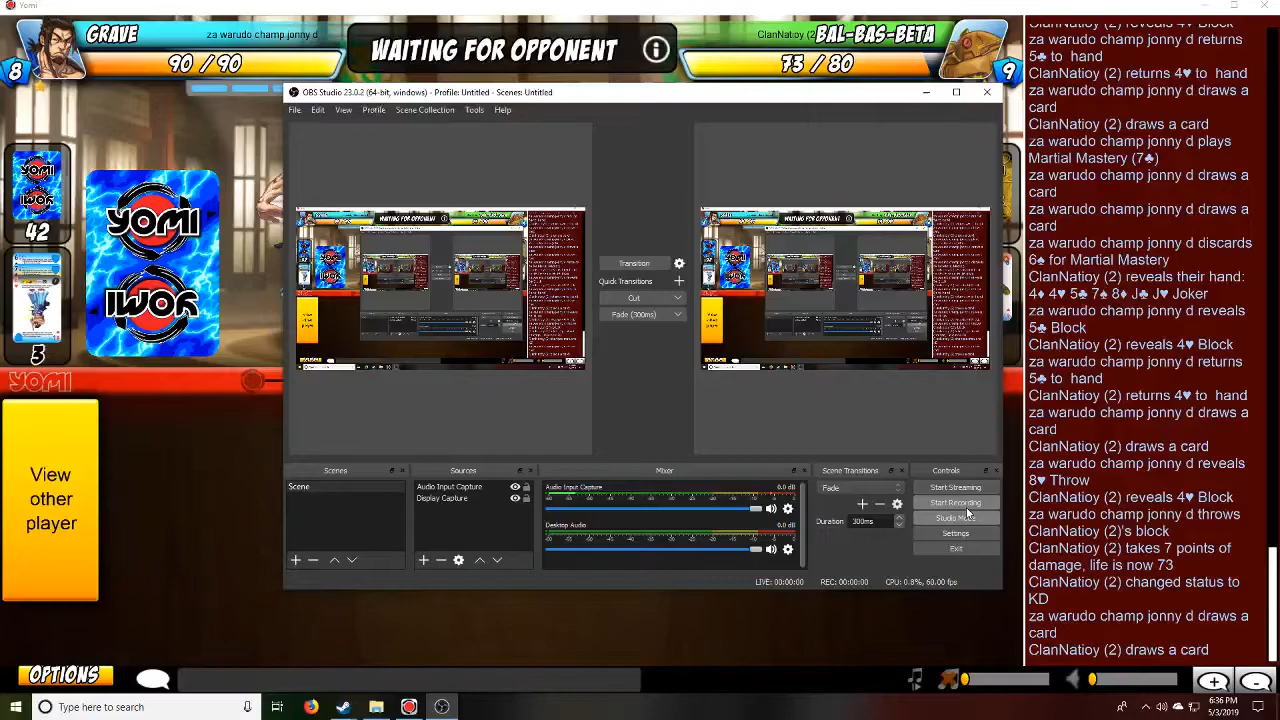 Yomi
GRAVE
za warudo champ jonny d
8
90 / 90
WAITING FOR OPPONENT
ClanNatioy (2)
BAL-BAS-BETA
73 / 80
9
OBS Studio 23.0.2 (64-bit, windows) - Profile: Untitled - Scenes: Untitled
File Edit View Profile Scene Collection Tools Help
42
5
YOMI
YOMI
YOMI
View
other
player
Transition
Quick Transitions
Cut
Fade (300ms)
Scenes
Scene
Sources
Audio Input Capture
Display Capture
Mixer
Audio Input Capture 0.0 dB
Desktop Audio 0.0 dB
Scene Transitions
Fade
Duration 300ms
Controls
Start Streaming
Start Recording
Studio Mode
Settings
Exit
LIVE: 00:00:00 REC: 00:00:00 CPU: 0.8%, 60.00 fps
ClanNatioy (2) reveals 4♥ Block
za warudo champ jonny d returns
5♣ to hand
ClanNatioy (2) returns 4♥ to hand
za warudo champ jonny d draws a
card
ClanNatioy (2) draws a card
za warudo champ jonny d plays
Martial Mastery (7♣)
za warudo champ jonny d draws a
card
za warudo champ jonny d draws a
card
za warudo champ jonny d discards
6♠ for Martial Mastery
ClanNatioy (2) reveals their hand:
4♦ 4♥ 5♣ 7♠ 8♦ J♣ J♥ Joker
za warudo champ jonny d reveals
5♣ Block
ClanNatioy (2) reveals 4♥ Block
za warudo champ jonny d returns
5♣ to hand
ClanNatioy (2) returns 4♥ to hand
za warudo champ jonny d draws a
card
ClanNatioy (2) draws a card
za warudo champ jonny d reveals
8♥ Throw
ClanNatioy (2) reveals 4♥ Block
za warudo champ jonny d throws
ClanNatioy (2)'s block
ClanNatioy (2) takes 7 points of
damage, life is now 73
ClanNatioy (2) changed status to
KD
za warudo champ jonny d draws a
card
ClanNatioy (2) draws a card
OPTIONS
Type here to search
6:36 PM
5/3/2019